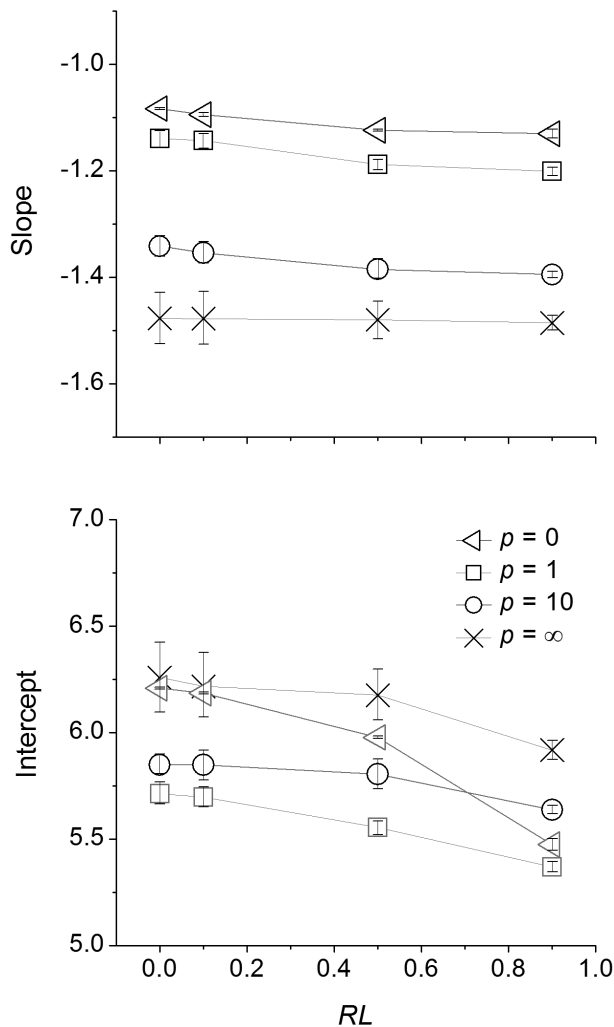 Slope
-1.0
-1.2
-1.4
-1.6
Intercept
7.0
6.5
6.0
5.5
5.0
p = 0
p = 1
p = 10
p = ∞
0.0 0.2 0.4 0.6 0.8 1.0
RL